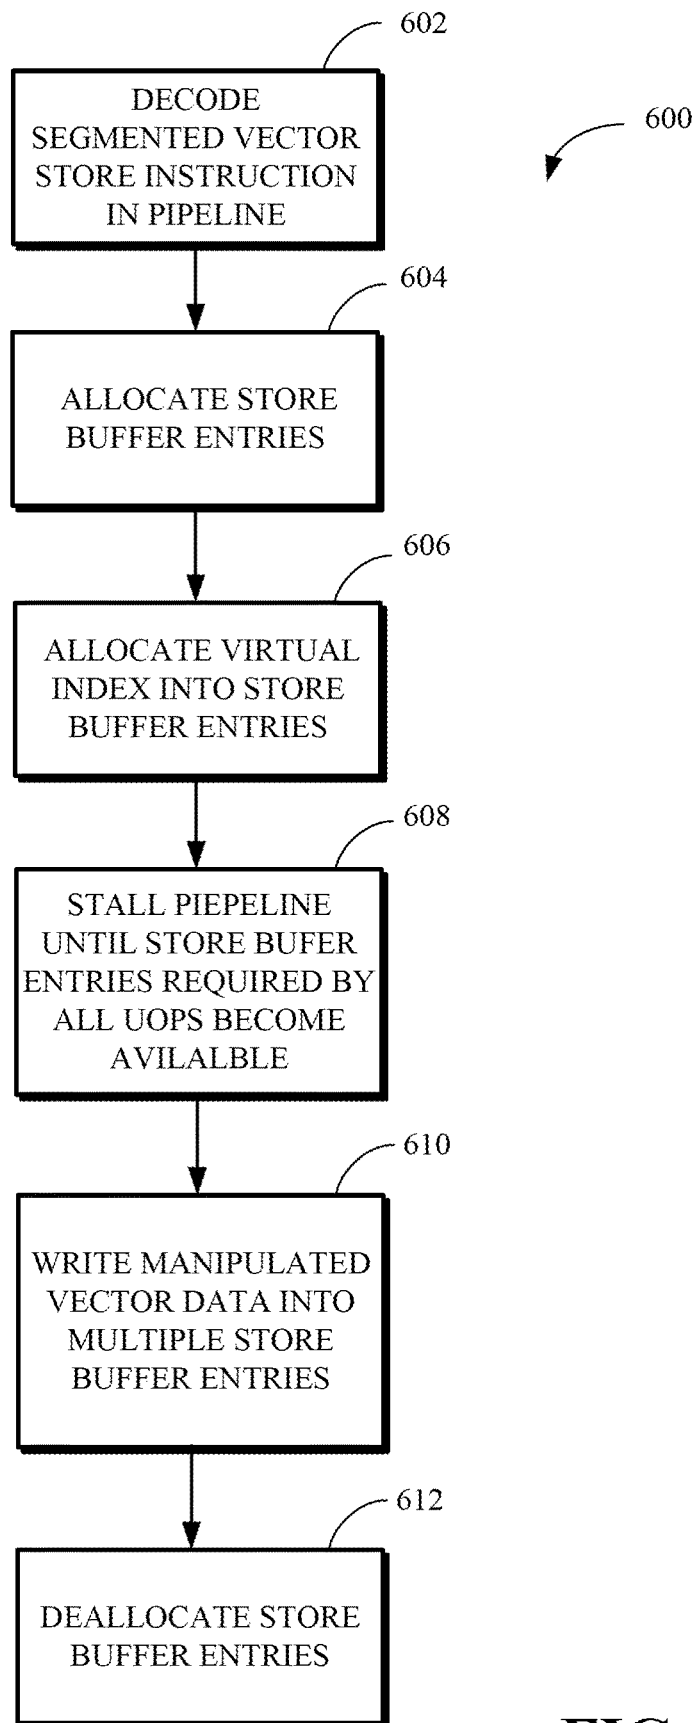 602
DECODE
SEGMENTED VECTOR
STORE INSTRUCTION
IN PIPELINE
600
604
ALLOCATE STORE
BUFFER ENTRIES
606
ALLOCATE VIRTUAL
INDEX INTO STORE
BUFFER ENTRIES
608
STALL PIEPELINE
UNTIL STORE BUFER
ENTRIES REQUIRED BY
ALL UOPS BECOME
AVILALBLE
610
WRITE MANIPULATED
VECTOR DATA INTO
MULTIPLE STORE
BUFFER ENTRIES
612
DEALLOCATE STORE
BUFFER ENTRIES